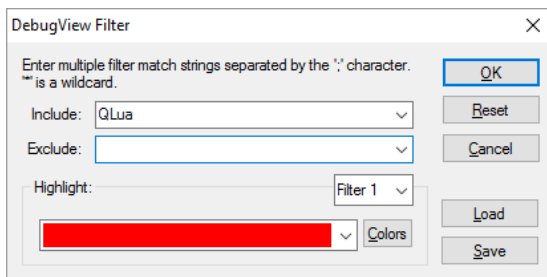 DebugView Filter
Enter multiple filter match strings separated by the ';' character.
'*' is a wildcard.
OK
Include: QLua
Reset
Exclude:
Cancel
Highlight:
Filter 1
Colors
Load
Save